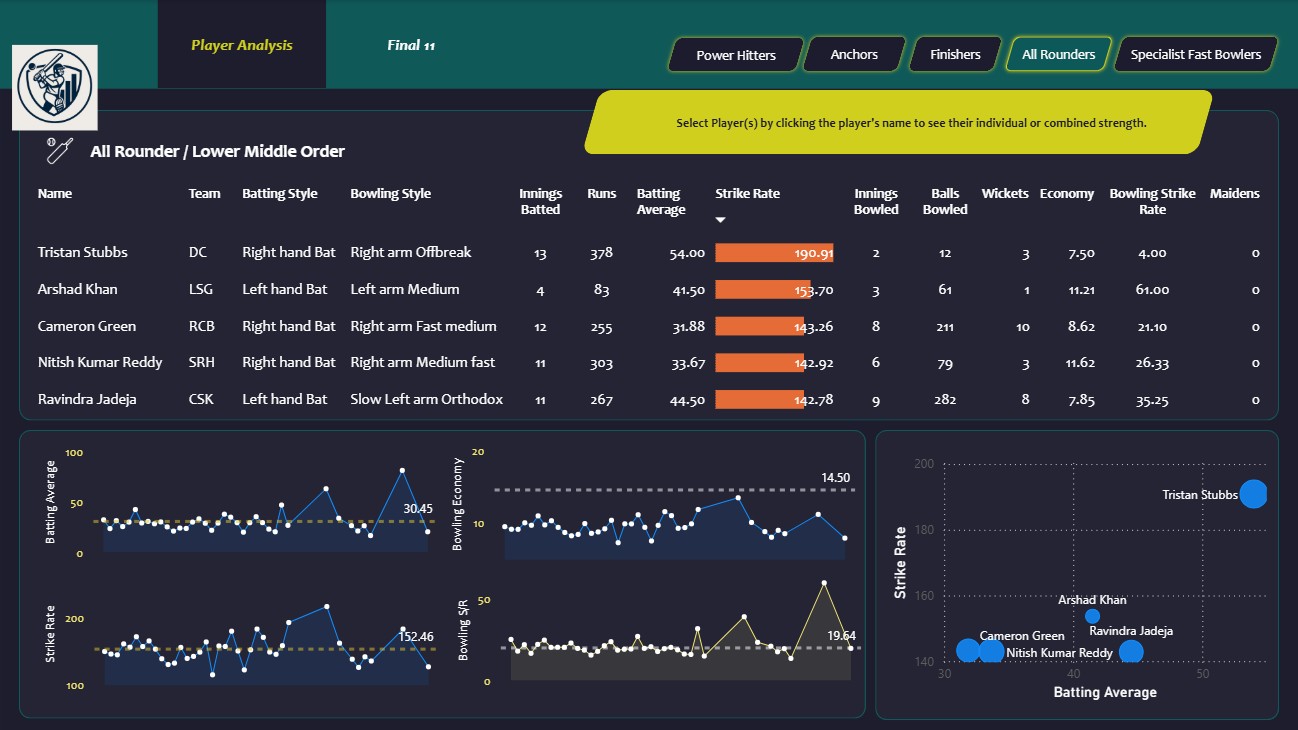 Player Analysis
Final 11
Power Hitters
Anchors
Finishers
All Rounders
Specialist Fast Bowlers
Select Player(s) by clicking the player's name to see their individual or combined strength.
All Rounder / Lower Middle Order
Name Team Batting Style Bowling Style Innings Batted Runs Batting Average Strike Rate Innings Bowled Balls Bowled Wickets Economy Bowling Strike Rate Maidens
Tristan Stubbs DC Right hand Bat Right arm Offbreak 13 378 54.00 190.91 2 12 3 7.50 4.00 0
Arshad Khan LSG Left hand Bat Left arm Medium 4 83 41.50 153.70 3 61 1 11.21 61.00 0
Cameron Green RCB Right hand Bat Right arm Fast medium 12 255 31.88 143.26 8 211 10 8.62 21.10 0
Nitish Kumar Reddy SRH Right hand Bat Right arm Medium fast 11 303 33.67 142.92 6 79 3 11.62 26.33 0
Ravindra Jadeja CSK Left hand Bat Slow Left arm Orthodox 11 267 44.50 142.78 9 282 8 7.85 35.25 0
Batting Average
100
50
0
30.45
Bowling Economy
20
10
14.50
Strike Rate
200
100
152.46
Bowling S/R
50
0
19.64
Strike Rate
200
180
160
140
Tristan Stubbs
Arshad Khan
Ravindra Jadeja
Cameron Green
Nitish Kumar Reddy
30
40
50
Batting Average